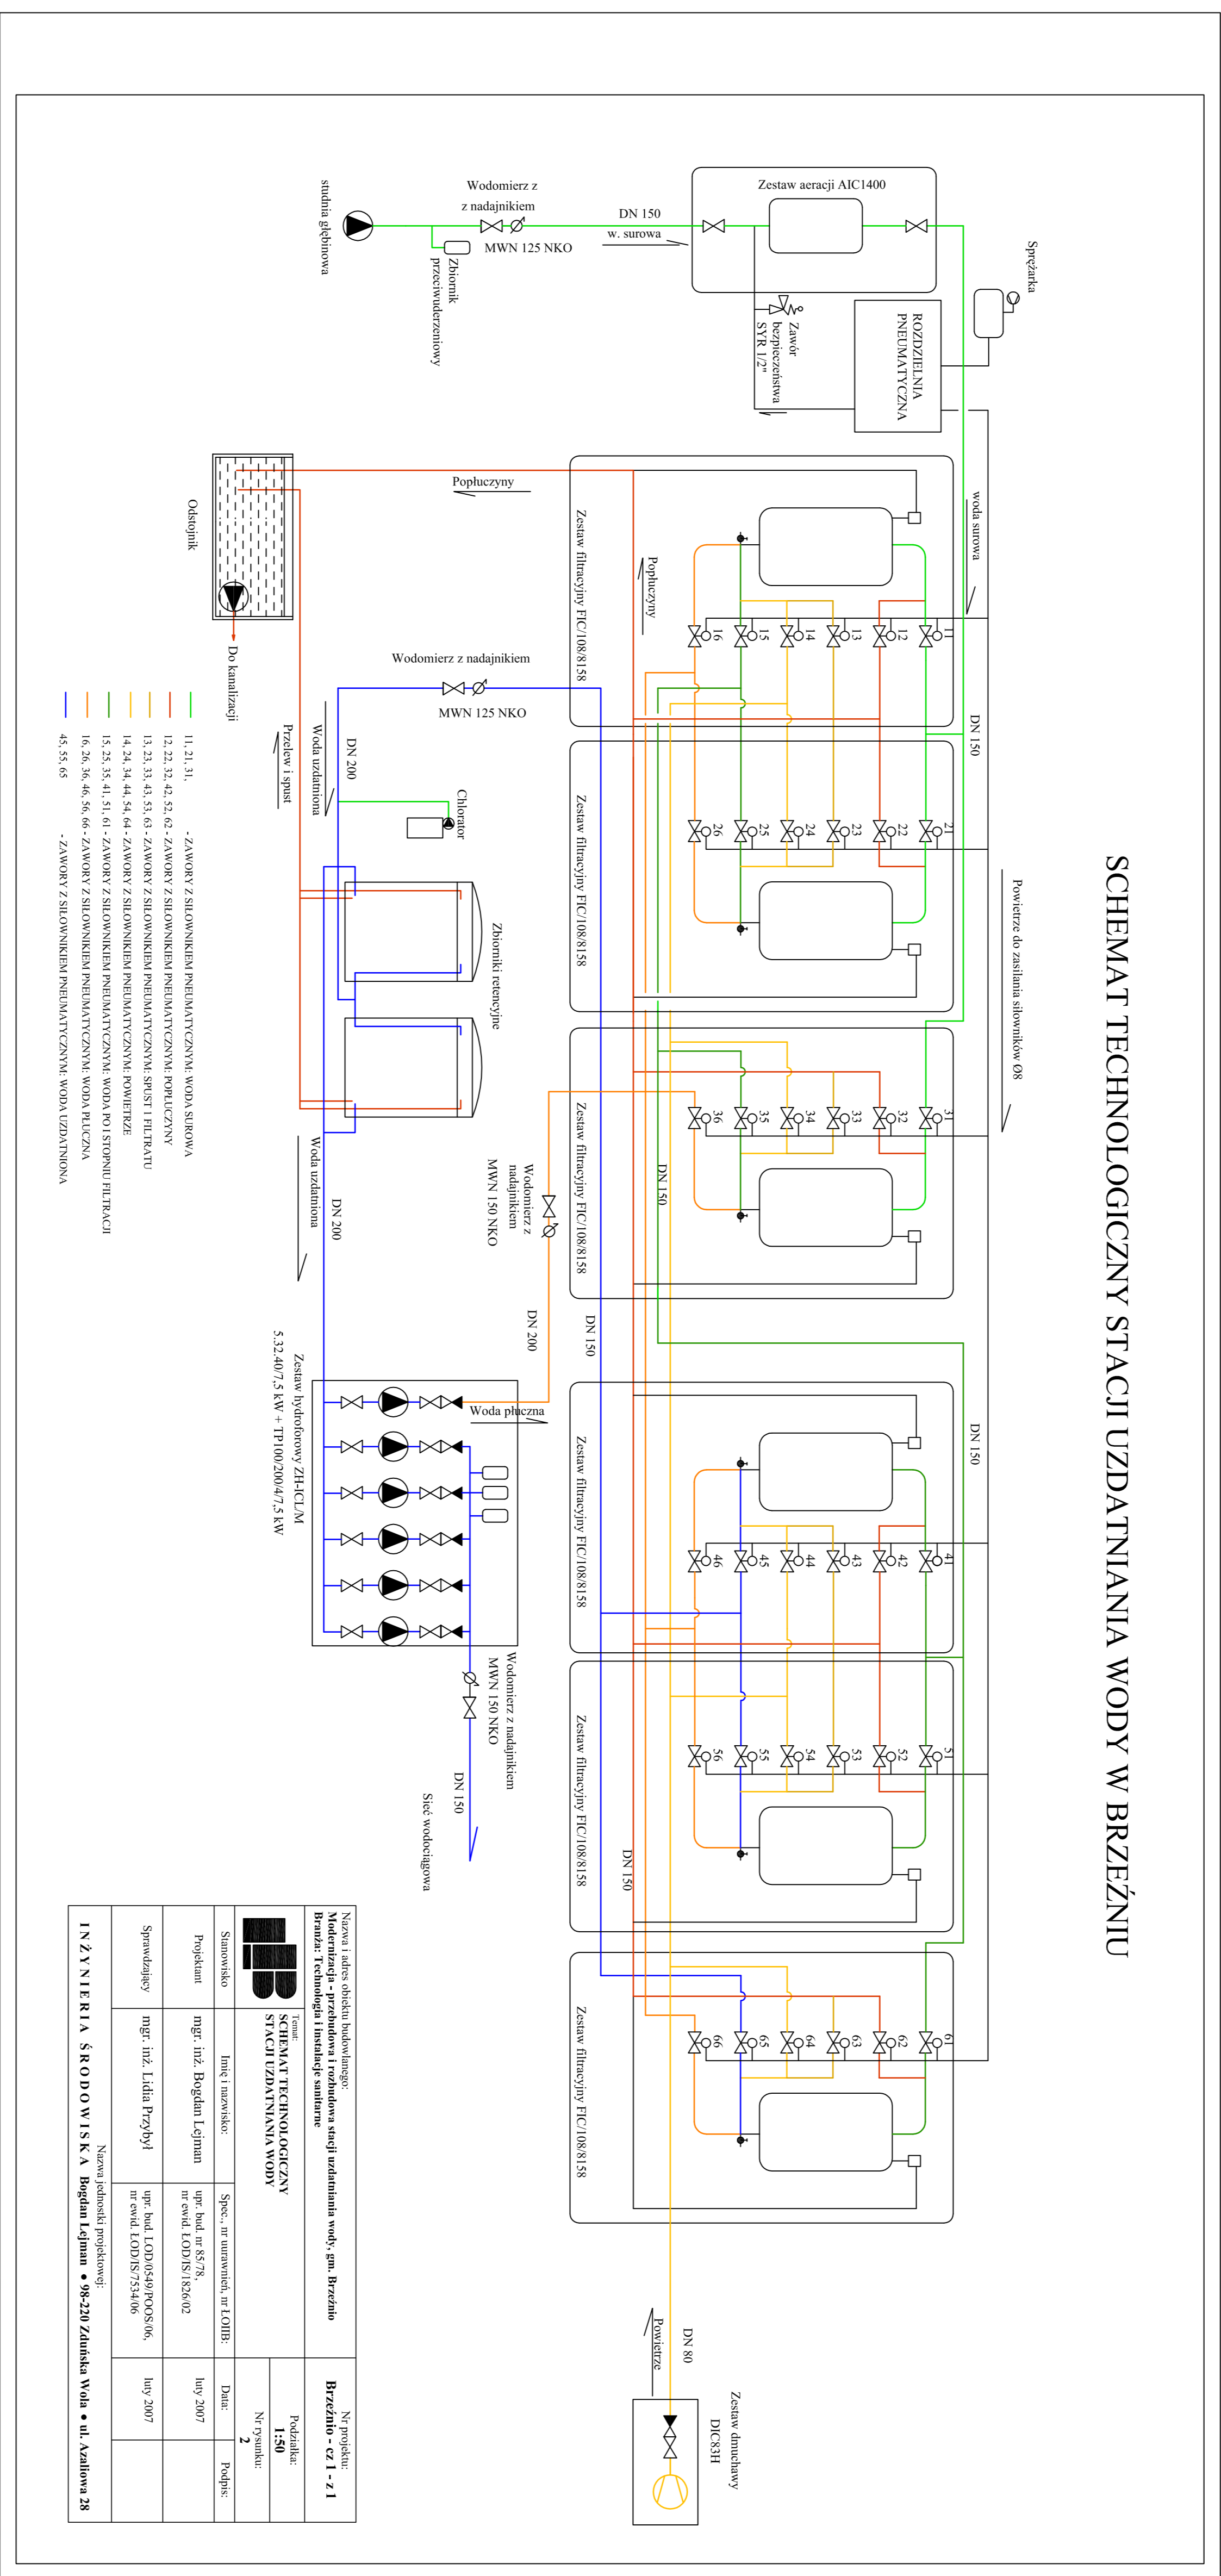 SCHEMAT TECHNOLOGICZNY STACJI UZDATNIANIA WODY W BRZEŹNIU
Sprężarka
Zestaw aeracji AIC1400
ROZDZIELNIA
PNEUMATYCZNA
Zawór
bezpieczeństwa
SYR 1/2"
DN 150
w. surowa
Wodomierz z
z nadajnikiem
MWN 125 NKO
Zbiornik
przeciwuderzeniowy
studnia głębinowa
woda surowa
Powietrze do zasilania siłowników Ø8
DN 150
DN 150
11
12
13
14
15
16
21
22
23
24
25
26
31
32
33
34
35
36
41
42
43
44
45
46
51
52
53
54
55
56
61
62
63
64
65
66
Popłuczyny
Popłuczyny
Zestaw filtracyjny FIC/108/8158
Zestaw filtracyjny FIC/108/8158
Zestaw filtracyjny FIC/108/8158
Zestaw filtracyjny FIC/108/8158
Zestaw filtracyjny FIC/108/8158
Zestaw filtracyjny FIC/108/8158
DN 150
DN 150
DN 150
DN 80
Powietrze
Zestaw dmuchawy
DIC83H
Odstojnik
Do kanalizacji
Wodomierz z nadajnikiem
MWN 125 NKO
DN 200
Woda uzdatniona
Przelew i spust
Chlorator
Zbiorniki retencyjne
Woda uzdatniona
DN 200
Wodomierz z
nadajnikiem
MWN 150 NKO
DN 200
Woda płuczna
Zestaw hydroforowy ZH-ICL/M
5.32.40/7,5 kW + TP100/200/4/7,5 kW
Wodomierz z nadajnikiem
MWN 150 NKO
DN 150
Sieć wodociągowa
11, 21, 31, - ZAWORY Z SIŁOWNIKIEM PNEUMATYCZNYM: WODA SUROWA
12, 22, 32, 42, 52, 62 - ZAWORY Z SIŁOWNIKIEM PNEUMATYCZNYM: POPŁUCZYNY
13, 23, 33, 43, 53, 63 - ZAWORY Z SIŁOWNIKIEM PNEUMATYCZNYM: SPUST 1 FILTRATU
14, 24, 34, 44, 54, 64 - ZAWORY Z SIŁOWNIKIEM PNEUMATYCZNYM: POWIETRZE
15, 25, 35, 41, 51, 61 - ZAWORY Z SIŁOWNIKIEM PNEUMATYCZNYM: WODA PO I STOPNIU FILTRACJI
16, 26, 36, 46, 56, 66 - ZAWORY Z SIŁOWNIKIEM PNEUMATYCZNYM: WODA PŁUCZNA
45, 55, 65 - ZAWORY Z SIŁOWNIKIEM PNEUMATYCZNYM: WODA UZDATNIONA
Nazwa i adres obiektu budowlanego:
Modernizacja - przebudowa i rozbudowa stacji uzdatniania wody, gm. Brzeźnio
Branża: Technologia i instalacje sanitarne
Nr projektu:
Brzeźnio - cz 1 - z 1
Temat:
SCHEMAT TECHNOLOGICZNY
STACJI UZDATNIANIA WODY
Podziałka:
1:50
Nr rysunku:
2
Stanowisko Imię i nazwisko: Spec., nr uurawnień, nr ŁOIIB: Data: Podpis:
Projektant mgr. inż. Bogdan Lejman upr. bud. nr 85/78,
nr ewid. ŁOD/IS/1826/02 luty 2007
Sprawdzający mgr. inż. Lidia Przybył upr. bud. LOD/0549/POOS/06,
nr ewid. ŁOD/IS/7534/06 luty 2007
Nazwa jednostki projektowej:
INŻYNIERIA ŚRODOWISKA Bogdan Lejman ● 98-220 Zduńska Wola ● ul. Azaliowa 28